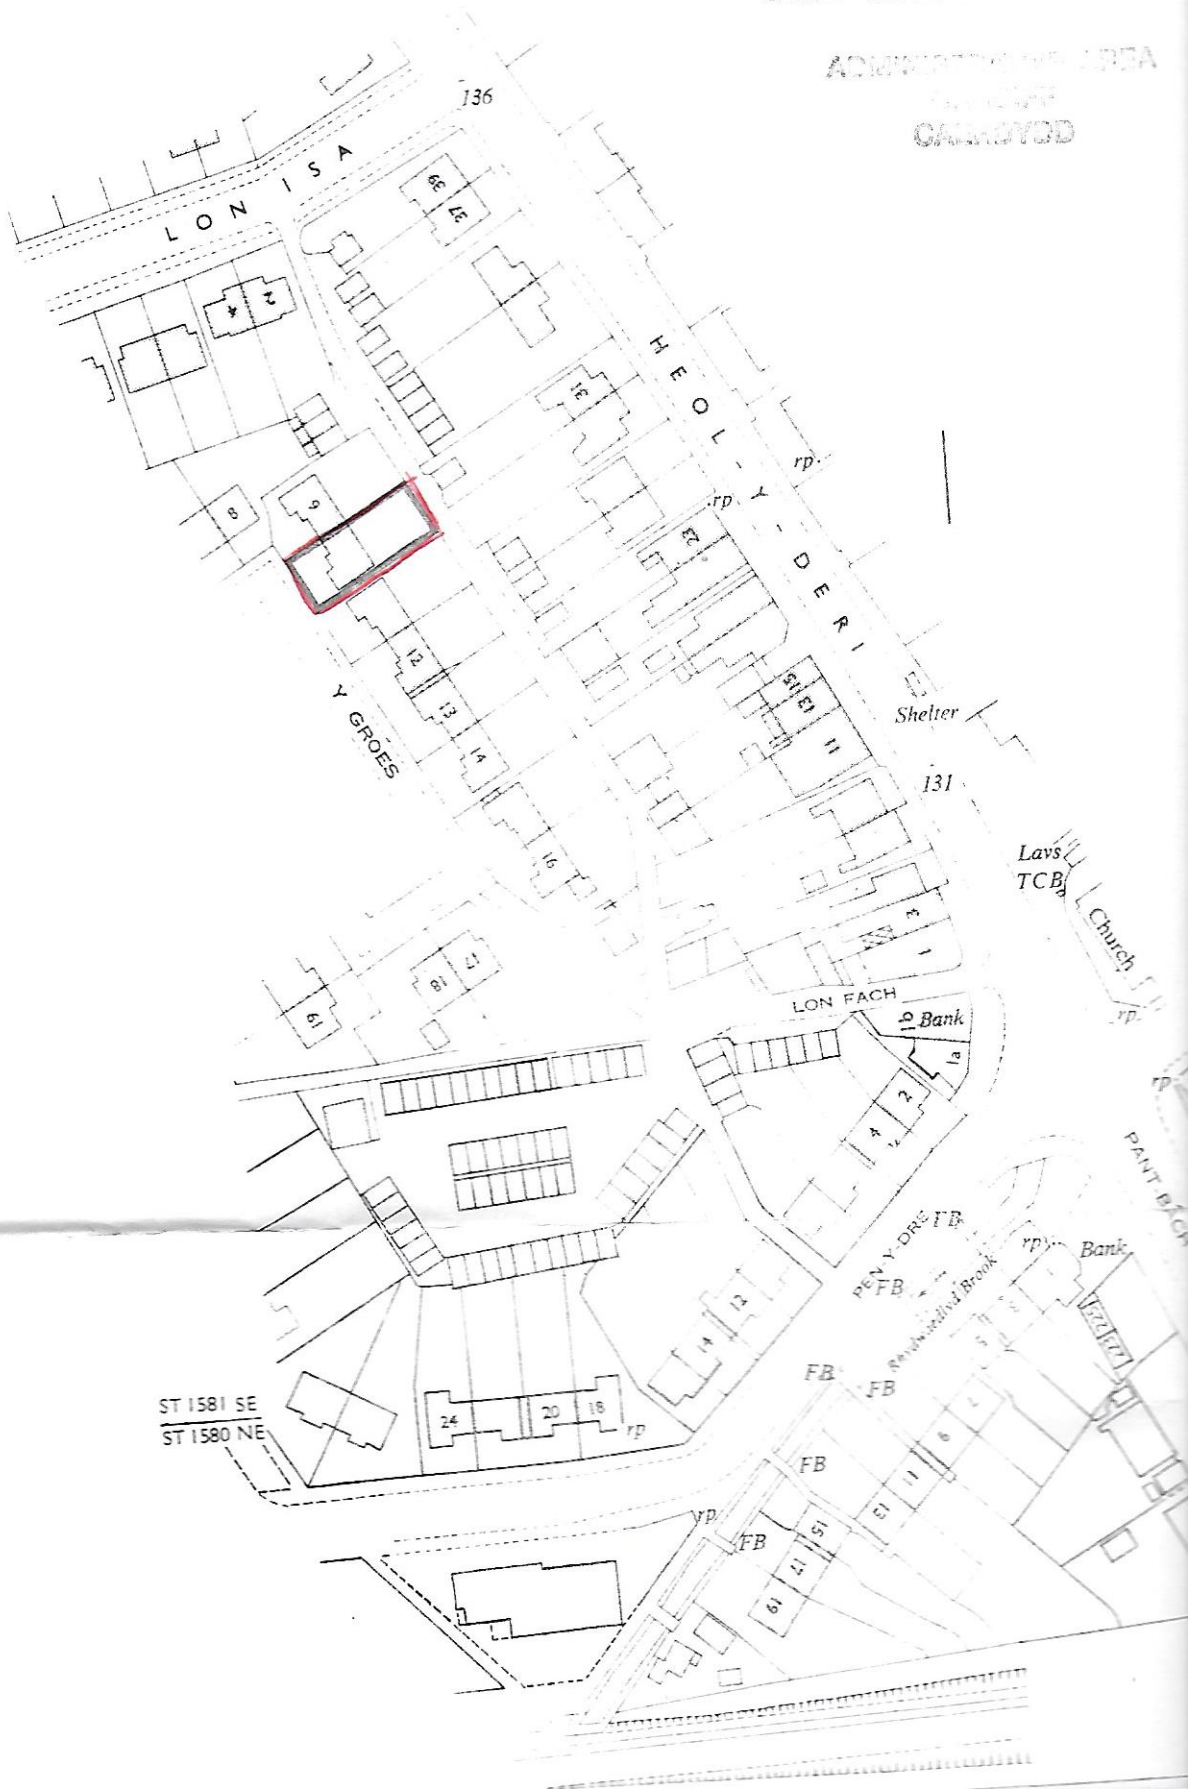 136
LON ISA
39
37
4
2
31
HEOL-Y-DERI
rp
rp
8
9
23
12
13
14
16
Y GROES
15
13
11
Shelter
131
Lavs
TCB
Church
rp
3
1
LON FACH
1b
Bank
1a
17
18
19
2
4
rp
PEN-Y-DRE
FB
FB
rp
Bank
12
14
3
5
7
9
11
13
FB
FB
FB
ST 1581 SE
ST 1580 NE
24
20
18
rp
rp
FB
15
17
19